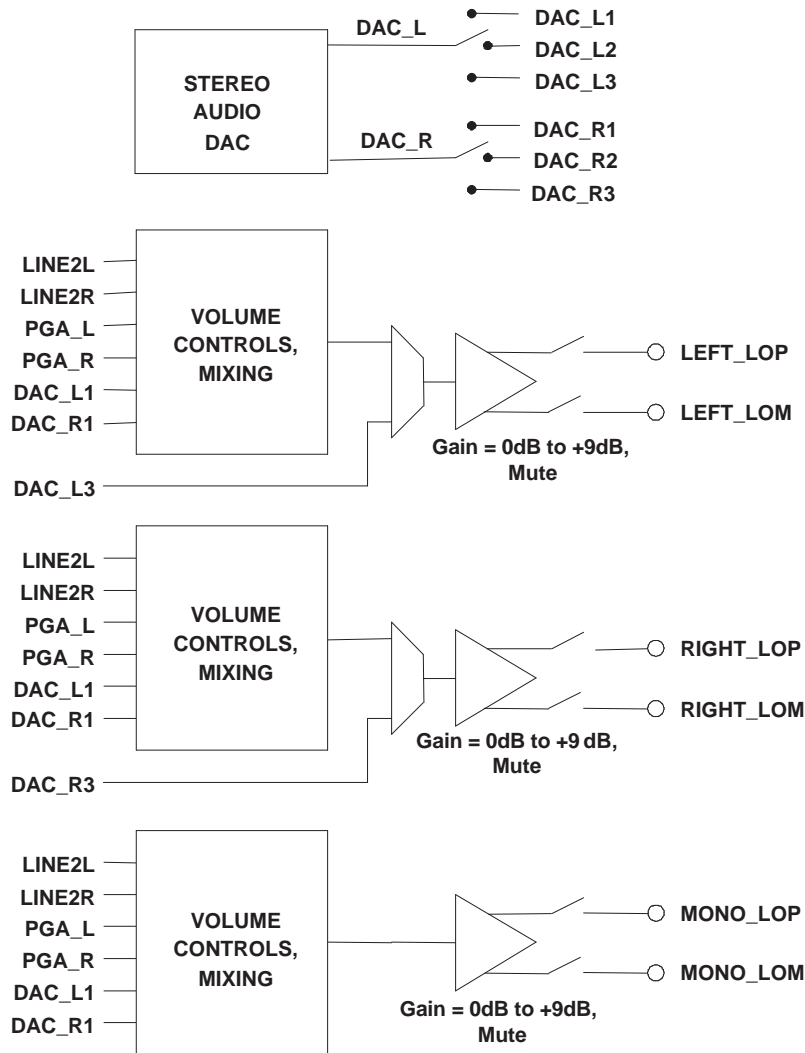 DAC_L
DAC_L1
DAC_L2
DAC_L3
STEREO
AUDIO
DAC
DAC_R
DAC_R1
DAC_R2
DAC_R3
LINE2L
LINE2R
PGA_L
PGA_R
DAC_L1
DAC_R1
DAC_L3
VOLUME
CONTROLS,
MIXING
Gain = 0dB to +9dB,
Mute
LEFT_LOP
LEFT_LOM
LINE2L
LINE2R
PGA_L
PGA_R
DAC_L1
DAC_R1
DAC_R3
VOLUME
CONTROLS,
MIXING
Gain = 0dB to +9 dB,
Mute
RIGHT_LOP
RIGHT_LOM
LINE2L
LINE2R
PGA_L
PGA_R
DAC_L1
DAC_R1
VOLUME
CONTROLS,
MIXING
Gain = 0dB to +9dB,
Mute
MONO_LOP
MONO_LOM